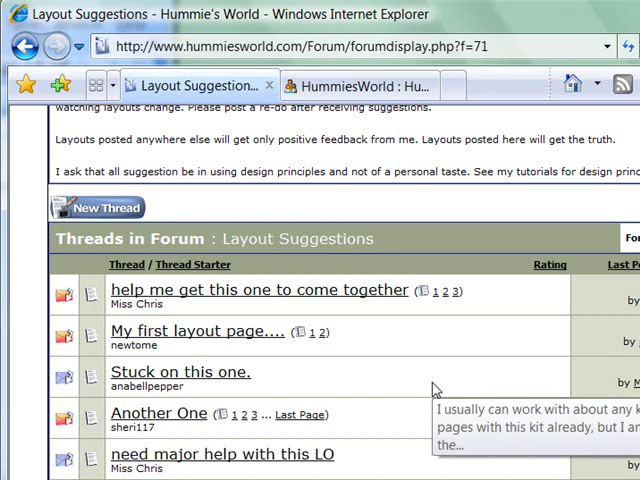 Layout Suggestions - Hummie's World - Windows Internet Explorer
http://www.hummiesworld.com/Forum/forumdisplay.php?f=71
Layout Suggestion...
HummiesWorld : Hu...
watching layouts change. Please post a re-do after receiving suggestions.
Layouts posted anywhere else will get only positive feedback from me. Layouts posted here will get the truth.
I ask that all suggestion be in using design principles and not of a personal taste. See my tutorials for design princ
New Thread
Threads in Forum : Layout Suggestions
For
Thread / Thread Starter Rating Last P
help me get this one to come together ( 1 2 3)
Miss Chris
by
My first layout page.... ( 1 2)
newtome
by
Stuck on this one.
anabellpepper
by M
Another One ( 1 2 3 ... Last Page)
sheri117
I usually can work with about any k
pages with this kit already, but I am
the...
need major help with this LO
Miss Chris